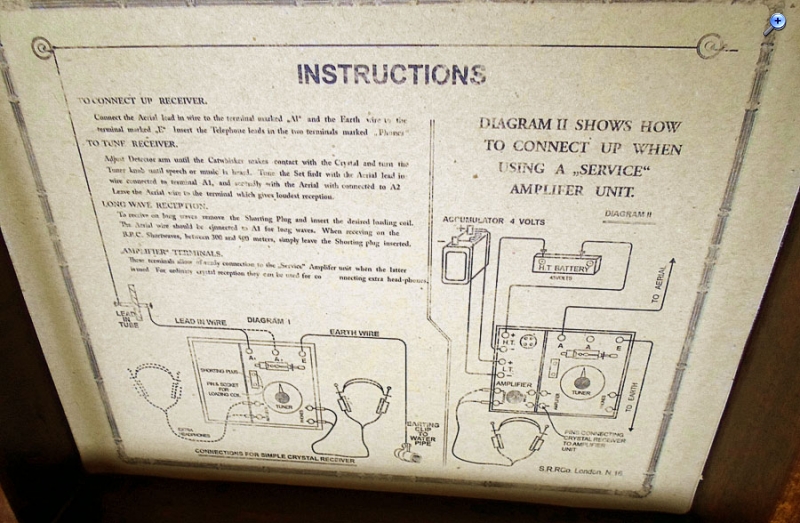 INSTRUCTIONS
TO CONNECT UP RECEIVER.
Connect the Aerial lead in wire to the terminal marked „A1" and the Earth wire to the
terminal marked „E" Insert the Telephone leads in the two terminals marked „Phones"
TO TUNE RECEIVER.
Adjust Detector arm until the Catwhisker makes contact with the Crystal and turn the
Tuner knob until speech or music is heard. Tune the Set first with the Aerial lead in
wire connected to terminal A1, and with the Aerial with connected to A2
Leave the Aerial wire to the terminal which gives loudest reception.
LONG WAVE RECEPTION.
To receive on long waves remove the Shorting Plug and insert the desired loading coil.
The Aerial wire should be connected to A1 for long waves. When receiving on the
B.B.C. Shortwaves, between 300 and meters, simply leave the Shorting plug inserted.
AMPLIFIER TERMINALS.
These terminals allow of ready connection to the „Service" Amplifier unit when the latter
is used For ordinary crystal reception they can be used for co nnecting extra head-phones.
LEAD
IN
TUBE
LEAD IN WIRE
DIAGRAM I
EARTH WIRE
A1
E
SHORTING PLUG
PIN & SOCKET
FOR
LOADING COIL
TUNER
PHONES
EXTRA
HEADPHONES
EARTING
CLIP
TO
WATER
PIPE
CONNECTIONS FOR SIMPLE CRYSTAL RECEIVER
DIAGRAM II SHOWS HOW
TO CONNECT UP WHEN
USING A „SERVICE"
AMPLIFER UNIT.
DIAGRAM II
ACCUMULATOR 4 VOLTS
H.T BATTERY
TO AERIAL
+
H.T.
-
+
L.T.
-
A
A
E
AMPLIFIER
TUNER
TO EARTH
PINS CONNECTING
CRYSTAL RECEIVER
TO AMPLIFIER
UNIT
S.R.RCo. London, N.16